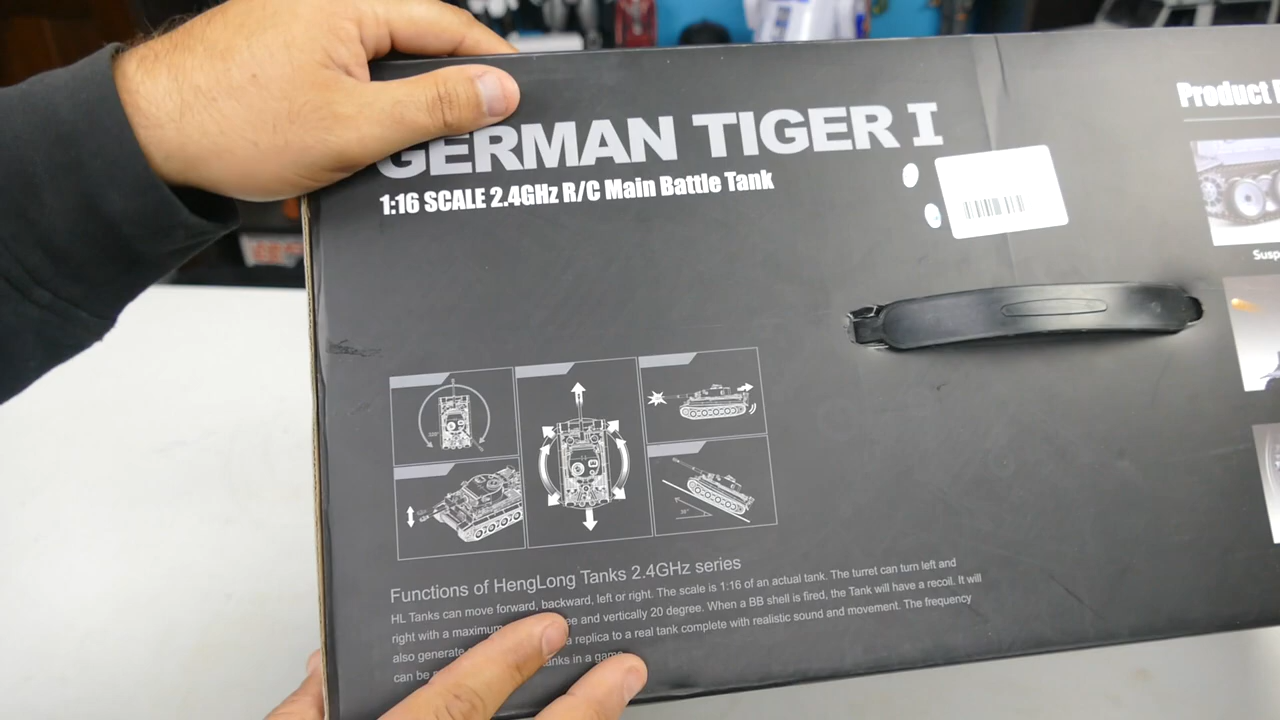 GERMAN TIGER I
1:16 SCALE 2.4GHz R/C Main Battle Tank
Product
Susp
Functions of HengLong Tanks 2.4GHz series
HL Tanks can move forward, backward, left or right. The scale is 1:16 of an actual tank. The turret can turn left and
right with a maximum ee and vertically 20 degree. When a BB shell is fired, the Tank will have a recoil. It will
also generate a replica to a real tank complete with realistic sound and movement. The frequency
can be anks in a game